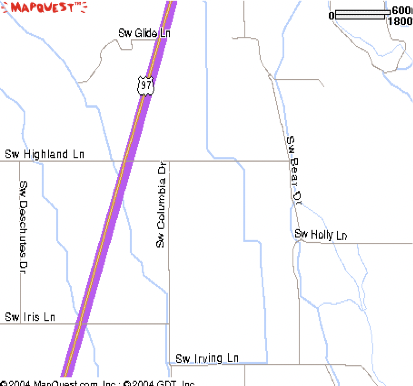 MAPQUEST
0
600
1800
Sw Glide Ln
97
Sw Highland Ln
Sw Columbia Dr
Sw Bear Dr
Sw Deschutes Dr
Sw Holly Ln
Sw Iris Ln
Sw Irving Ln
©2004 MapQuest.com, Inc.; ©2004 GDT, Inc.